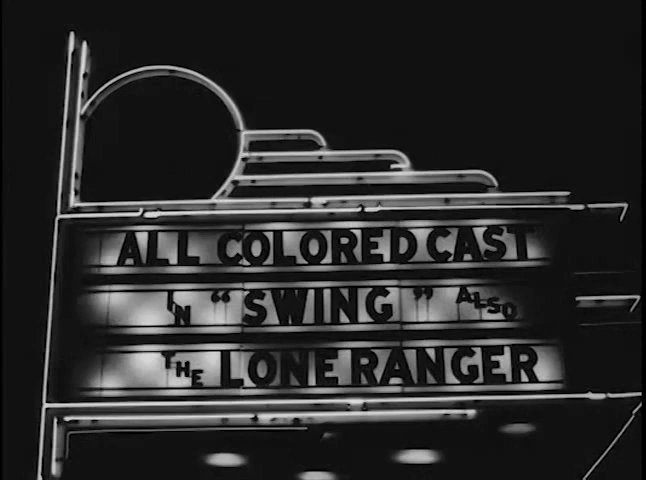 ALL COLORED CAST
IN "SWING" ALSO
THE LONE RANGER